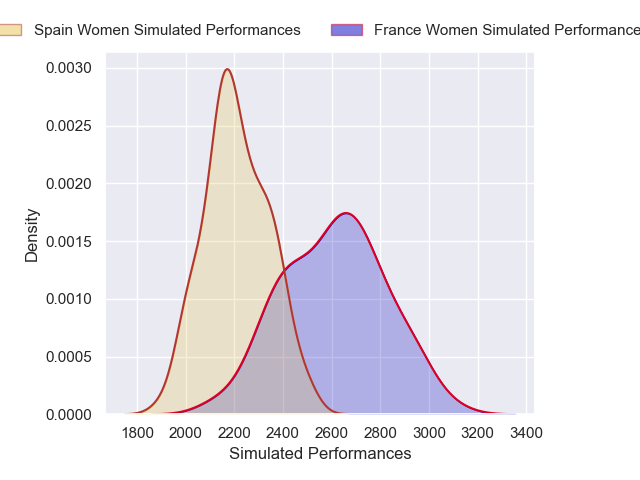 Spain Women Simulated Performances France Women Simulated Performance
0.0030
0.0025
0.0020
0.0015
0.0010
0.0005
0.0000
Density
1800 2000 2200 2400 2600 2800 3000 3200 3400
Simulated Performances